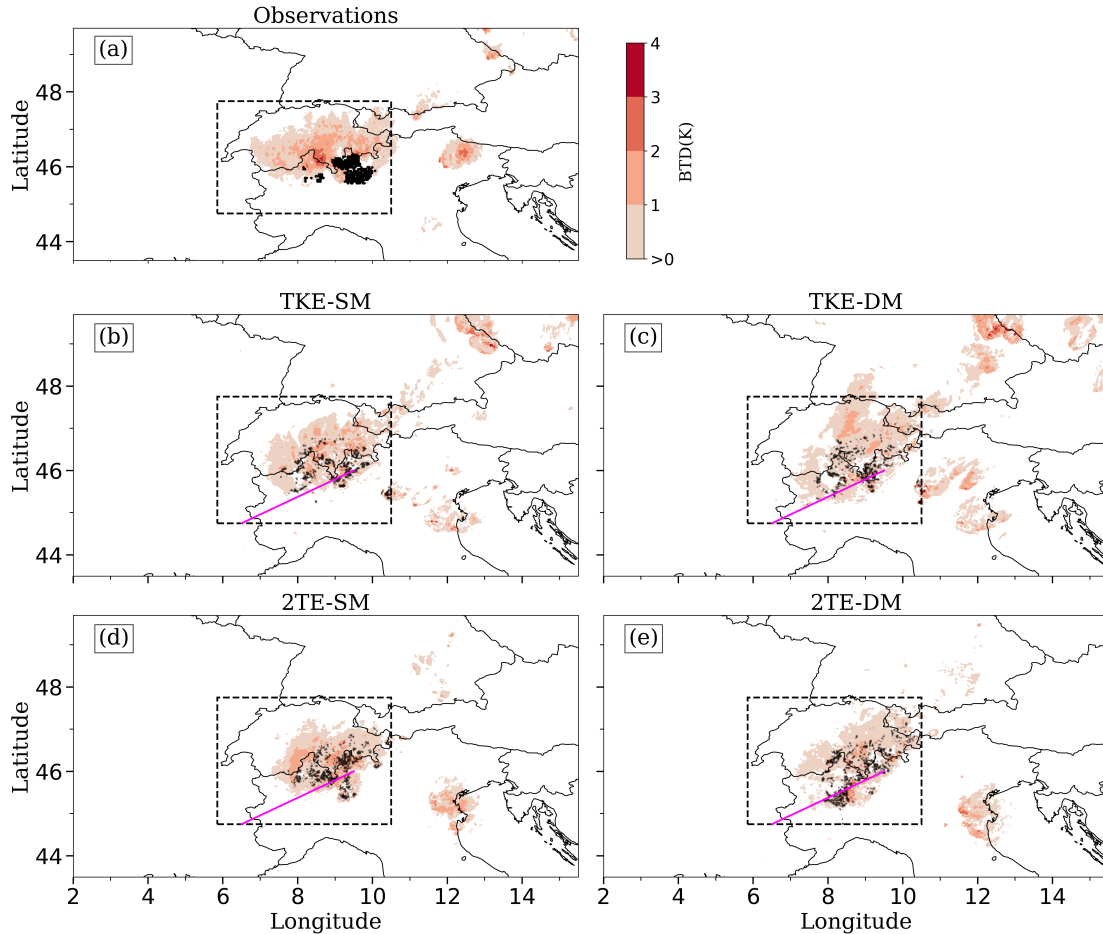 Observations
(a)
48
46
44
Latitude
4
3
2
1
>0
BTD(K)
TKE-SM
(b)
48
46
44
Latitude
TKE-DM
(c)
2TE-SM
(d)
48
46
44
Latitude
2 4 6 8 10 12 14
Longitude
2TE-DM
(e)
2 4 6 8 10 12 14
Longitude